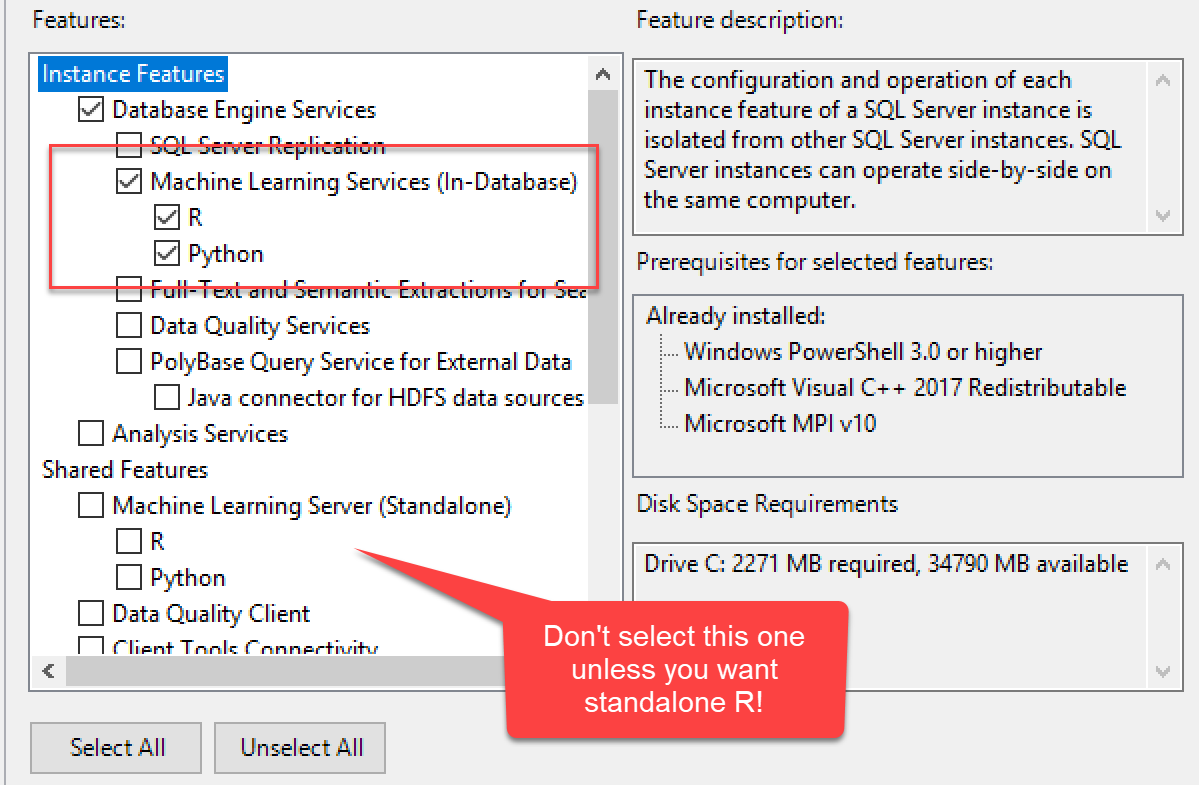 Features:
Instance Features
Database Engine Services
SQL Server Replication
Machine Learning Services (In-Database)
R
Python
Full-Text and Semantic Extractions for Sea
Data Quality Services
PolyBase Query Service for External Data
Java connector for HDFS data sources
Analysis Services
Shared Features
Machine Learning Server (Standalone)
R
Python
Data Quality Client
Client Tools Connectivity
Select All
Unselect All
Feature description:
The configuration and operation of each
instance feature of a SQL Server instance is
isolated from other SQL Server instances. SQL
Server instances can operate side-by-side on
the same computer.
Prerequisites for selected features:
Already installed:
Windows PowerShell 3.0 or higher
Microsoft Visual C++ 2017 Redistributable
Microsoft MPI v10
Disk Space Requirements
Drive C: 2271 MB required, 34790 MB available
Don't select this one
unless you want
standalone R!